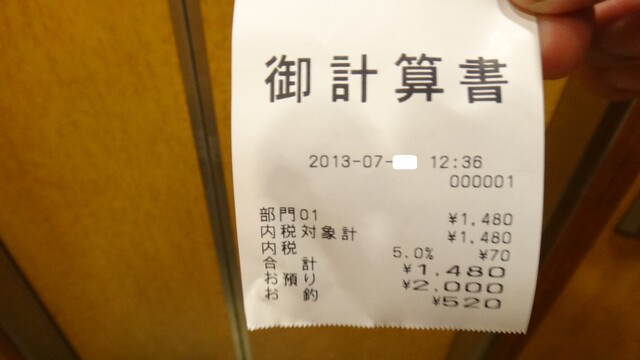 御計算書
2013-07- 12:36
000001
部門01 ¥1,480
内税対象計 ¥1,480
内税 5.0% ¥70
合 計 ¥1,480
お預り ¥2,000
お 釣 ¥520